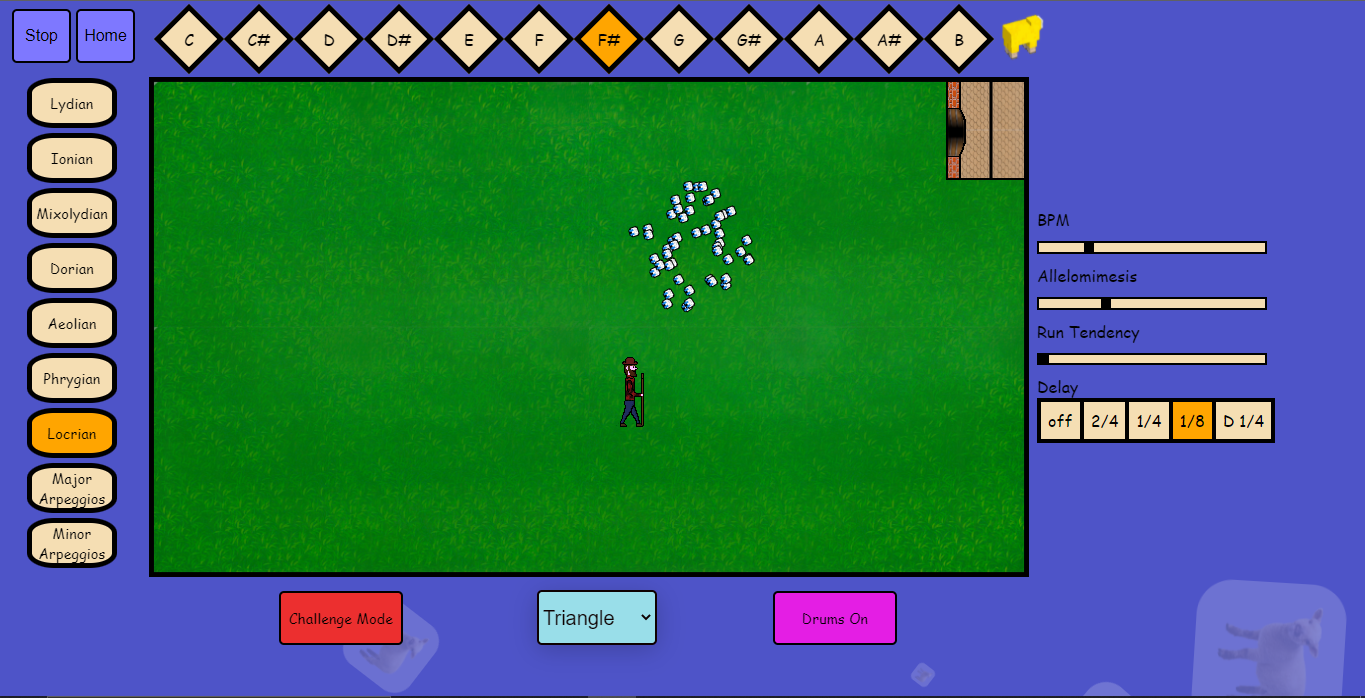 Stop
Home
C
C#
D
D#
E
F
F#
G
G#
A
A#
B
Lydian
Ionian
Mixolydian
Dorian
Aeolian
Phrygian
Locrian
Major
Arpeggios
Minor
Arpeggios
BPM
Allelomimesis
Run Tendency
Delay
off
2/4
1/4
1/8
D 1/4
Challenge Mode
Triangle
Drums On